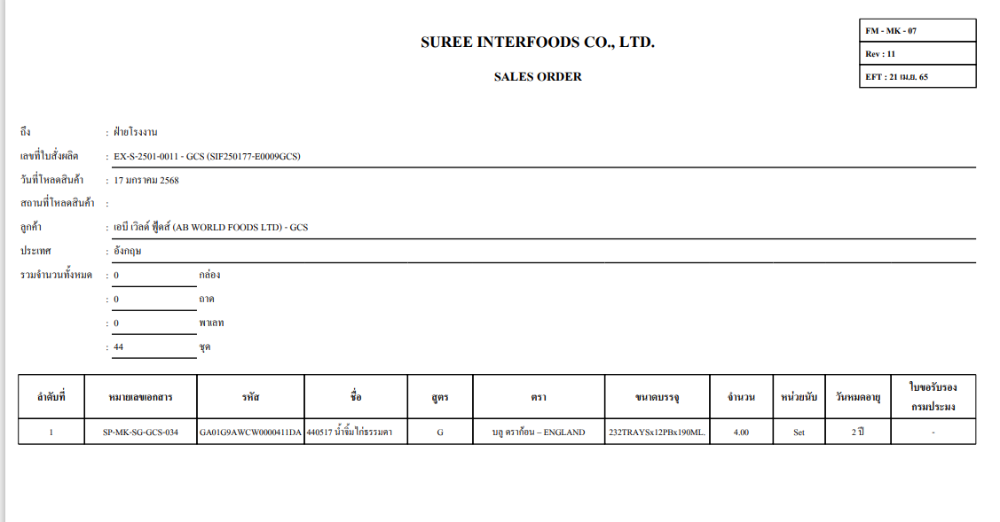 SUREE INTERFOODS CO., LTD.
SALES ORDER
FM - MK - 07
Rev : 11
EFT : 21 เม.ย. 65
ถึง : ฝ่ายโรงงาน
เลขที่ใบสั่งผลิต : EX-S-2501-0011 - GCS (SIF250177-E0009GCS)
วันที่โหลดสินค้า : 17 มกราคม 2568
สถานที่โหลดสินค้า :
ลูกค้า : เอบี เวิลด์ ฟู้ดส์ (AB WORLD FOODS LTD) - GCS
ประเทศ : อังกฤษ
รวมจำนวนทั้งหมด : 0 กล่อง
: 0 ถาด
: 0 พาเลท
: 44 ชุด
ลำดับที่ หมายเลขเอกสาร รหัส ชื่อ สูตร ตรา ขนาดบรรจุ จำนวน หน่วยนับ วันหมดอายุ ใบขอรับรอง กรมประมง
1 SP-MK-SG-GCS-034 GA01G9AWCW0000411DA 440517 น้ำจิ้มไก่ธรรมดา G บลู ดราก้อน – ENGLAND 232TRAYSx12PBx190ML. 4.00 Set 2 ปี -